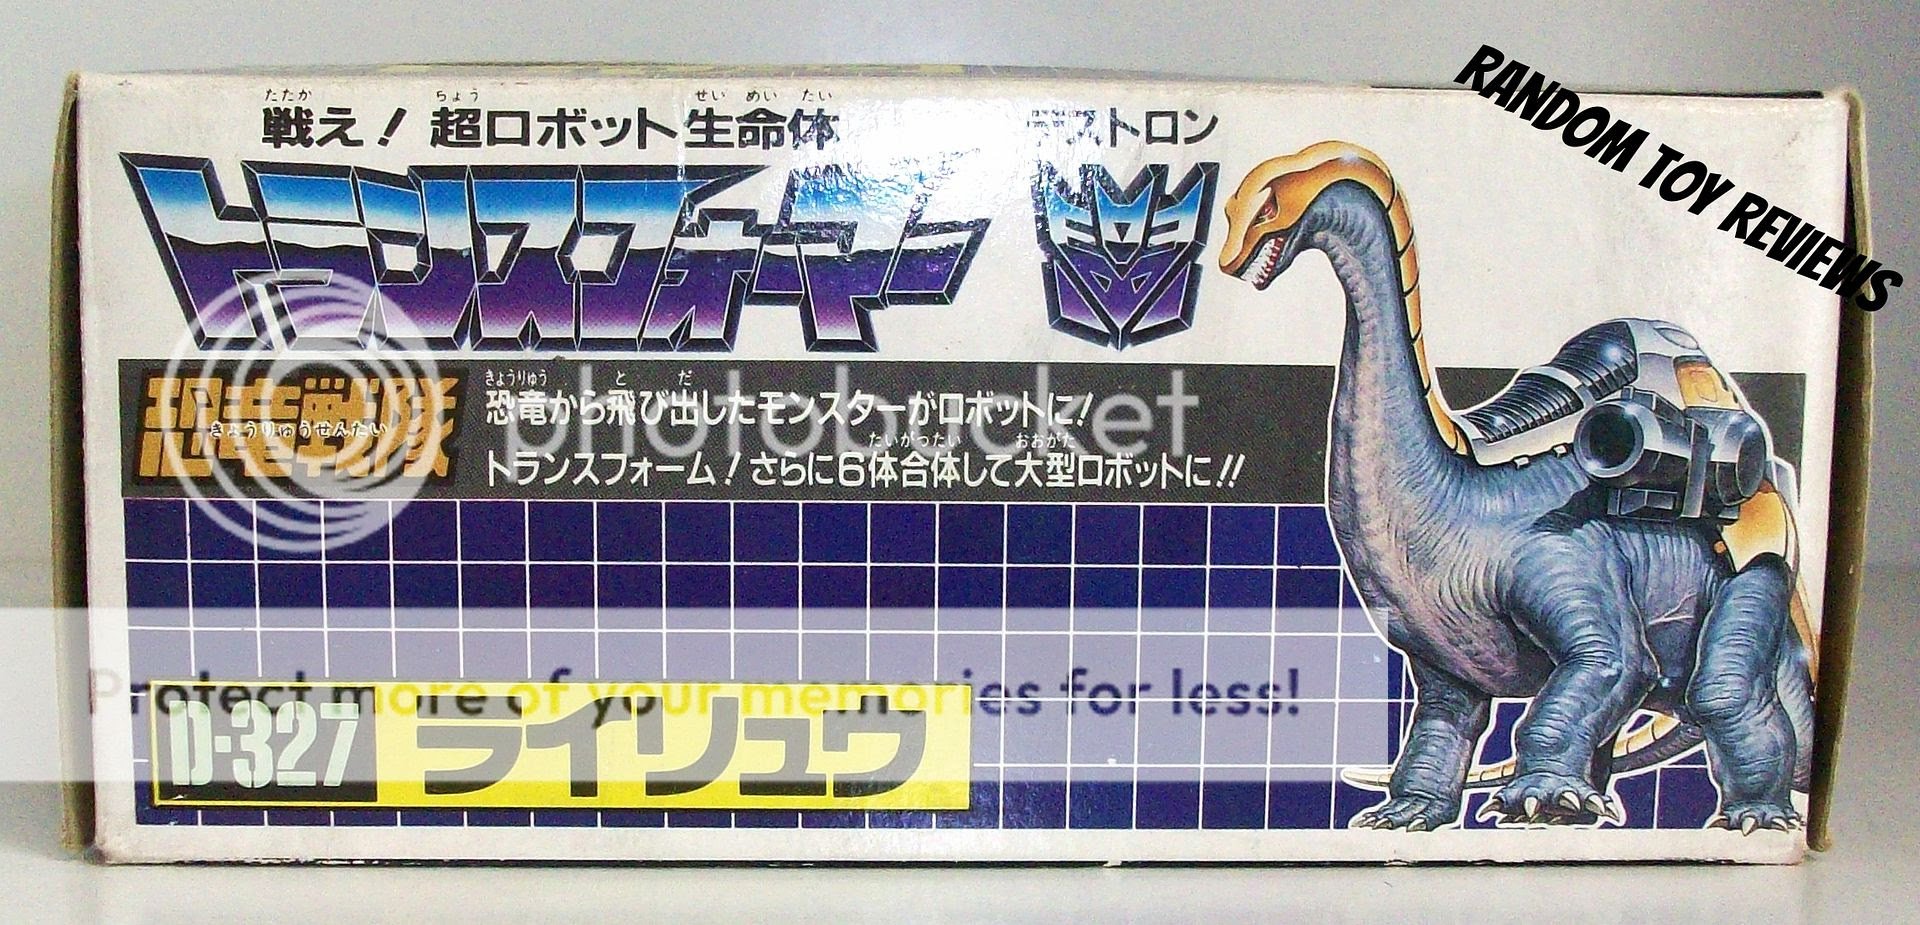 RANDOM TOY REVIEWS
たたか ちょう せい めい たい
戦え! 超ロボット生命体
デストロン
トランスフォーマー
恐竜戦隊
きょうりゅうせんたい
きょうりゅう と だ
恐竜から飛び出したモンスターがロボットに!
たいがったい おおがた
トランスフォーム! さらに6体合体して大型ロボットに!!
photobucket
Protect more of your memories for less!
D-327 ライリュウ